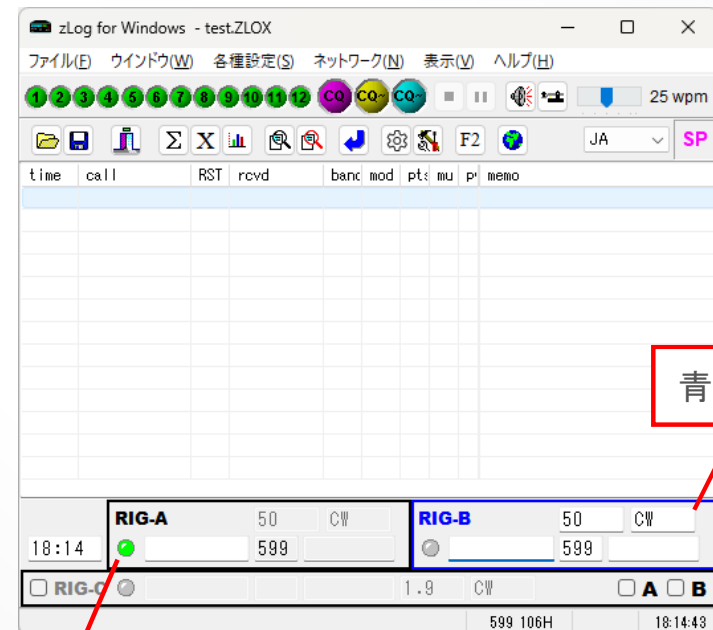 zLog for Windows - test.ZLOX
ファイル(F) ウインドウ(W) 各種設定(S) ネットワーク(N) 表示(V) ヘルプ(H)
1 2 3 4 5 6 7 8 9 10 11 12 CQ CQ~ CQ~ 25 wpm
Σ X F2 JA SP
time call RST rcvd banc mod pts mu p memo
青
RIG-A 50 CW RIG-B 50 CW
18:14 599 599
RIG-C 1.9 CW A B
599 106H 18:14:43